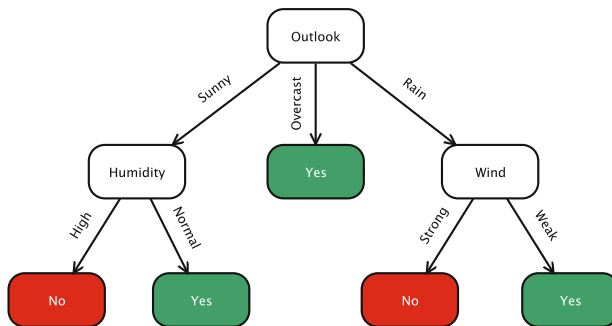 Outlook
Sunny
Overcast
Rain
Humidity
Yes
Wind
High
Normal
Strong
Weak
No
Yes
No
Yes